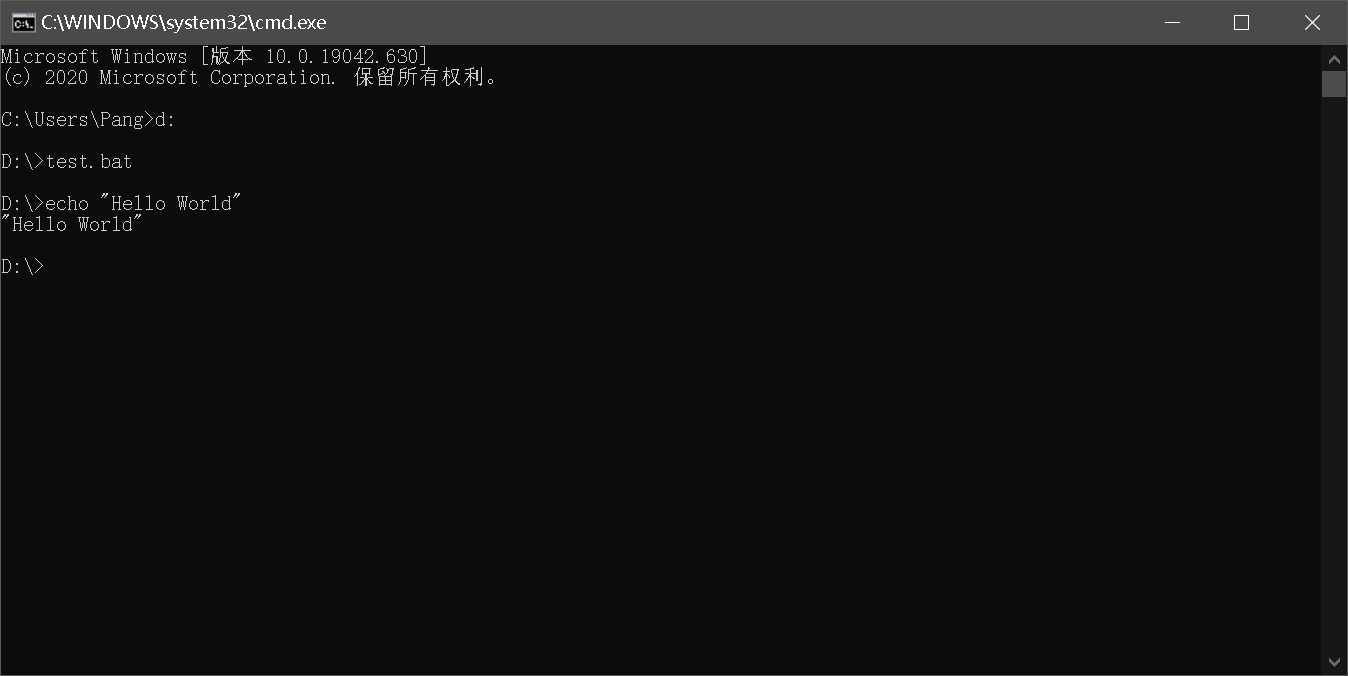 C:\WINDOWS\system32\cmd.exe
Microsoft Windows [版本 10.0.19042.630]
(c) 2020 Microsoft Corporation. 保留所有权利。
C:\Users\Pang>d:
D:\>test.bat
D:\>echo "Hello World"
"Hello World"
D:\>